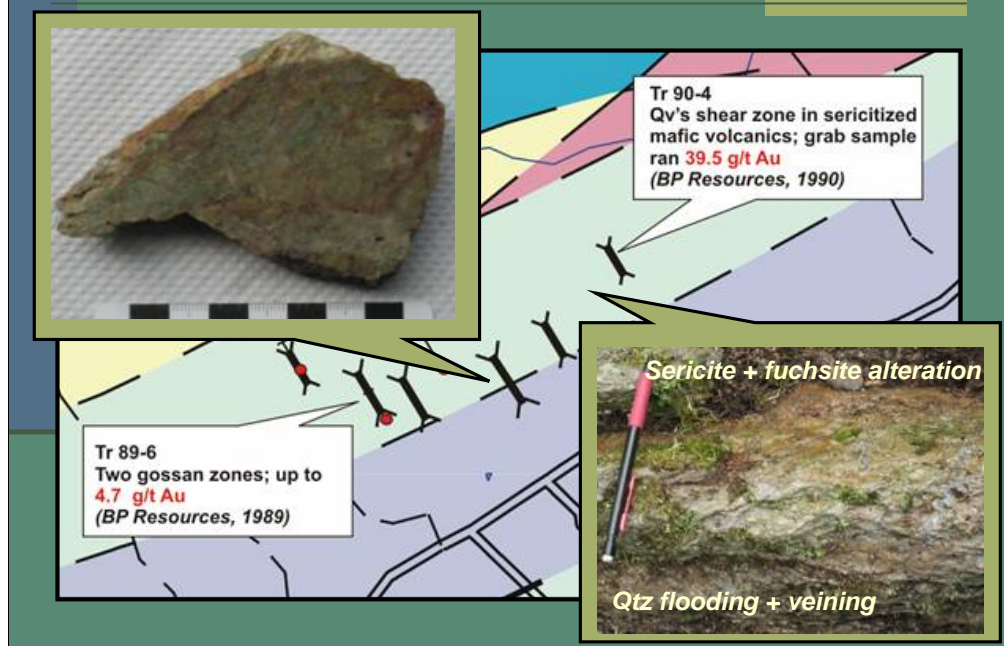 Tr 90-4
Qv's shear zone in sericitized
mafic volcanics; grab sample
ran 39.5 g/t Au
(BP Resources, 1990)
Tr 89-6
Two gossan zones; up to
4.7 g/t Au
(BP Resources, 1989)
Sericite + fuchsite alteration
Qtz flooding + veining